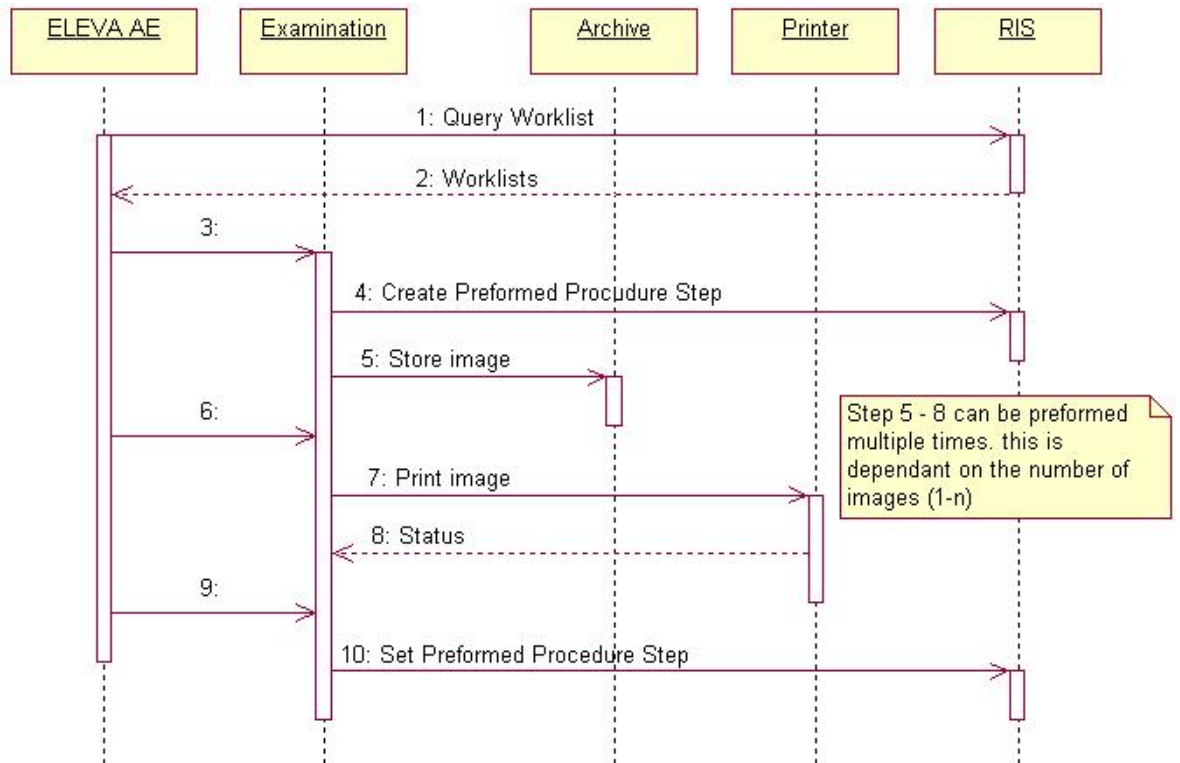 ELEVA AE
Examination
Archive
Printer
RIS
1: Query Worklist
2: Worklists
3:
4: Create Preformed Procudure Step
5: Store image
6:
Step 5 - 8 can be preformed
multiple times. this is
dependant on the number of
images (1-n)
7: Print image
8: Status
9:
10: Set Preformed Procedure Step